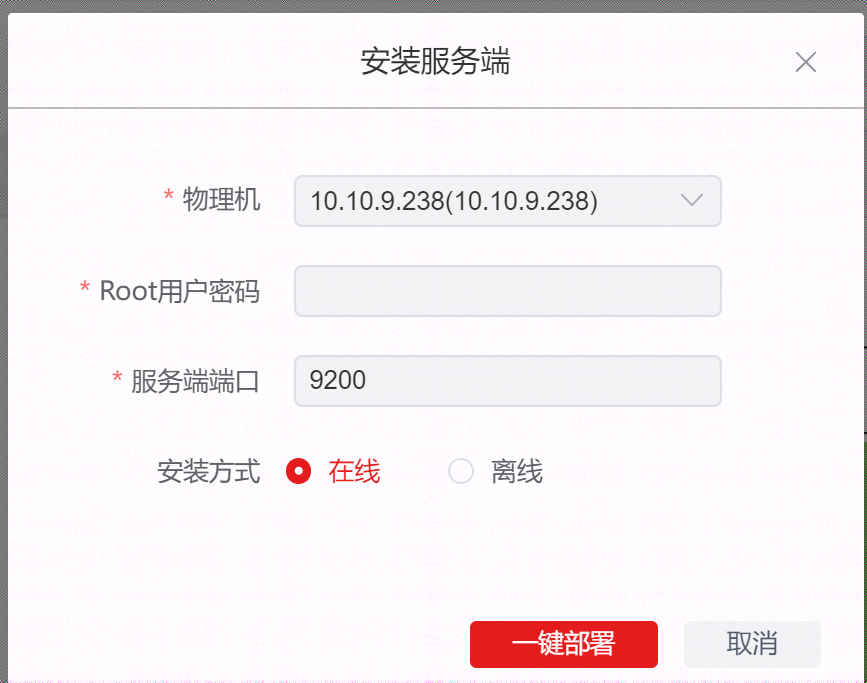 安装服务端
* 物理机 10.10.9.238(10.10.9.238)
* Root用户密码
* 服务端端口 9200
安装方式 在线 离线
一键部署 取消